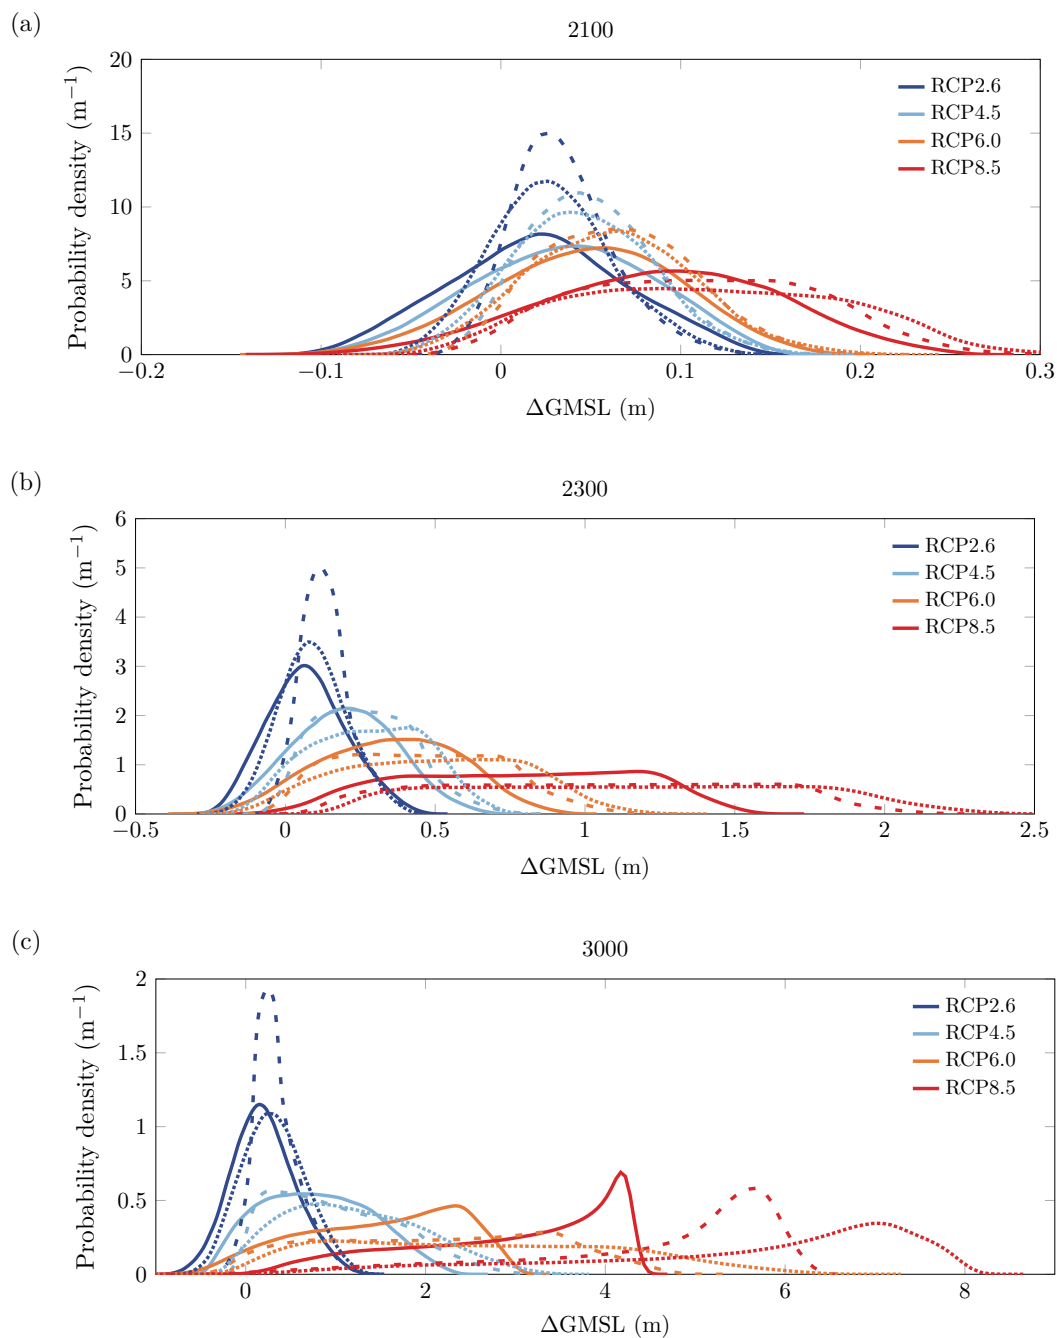 (a)
2100
Probability density (m⁻¹)
20
15
10
5
0
−0.2
−0.1
0
0.1
0.2
0.3
ΔGMSL (m)
RCP2.6
RCP4.5
RCP6.0
RCP8.5
(b)
2300
Probability density (m⁻¹)
6
5
4
3
2
1
0
−0.5
0
0.5
1
1.5
2
2.5
ΔGMSL (m)
RCP2.6
RCP4.5
RCP6.0
RCP8.5
(c)
3000
Probability density (m⁻¹)
2
1.5
1
0.5
0
0
2
4
6
8
ΔGMSL (m)
RCP2.6
RCP4.5
RCP6.0
RCP8.5